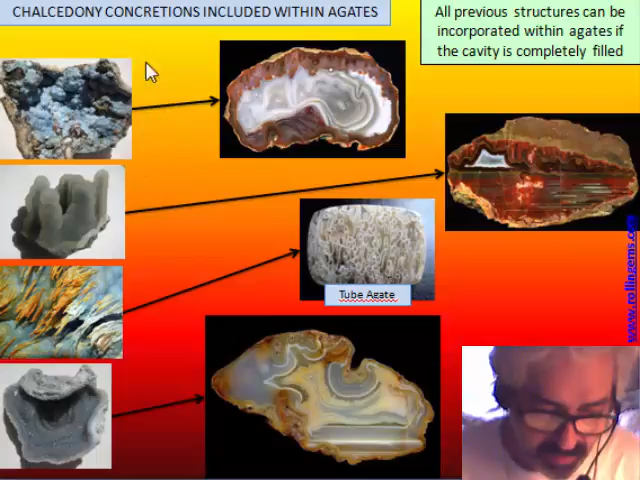 CHALCEDONY CONCRETIONS INCLUDED WITHIN AGATES
All previous structures can be
incorporated within agates if
the cavity is completely filled
Tube Agate
www.rollingems.com